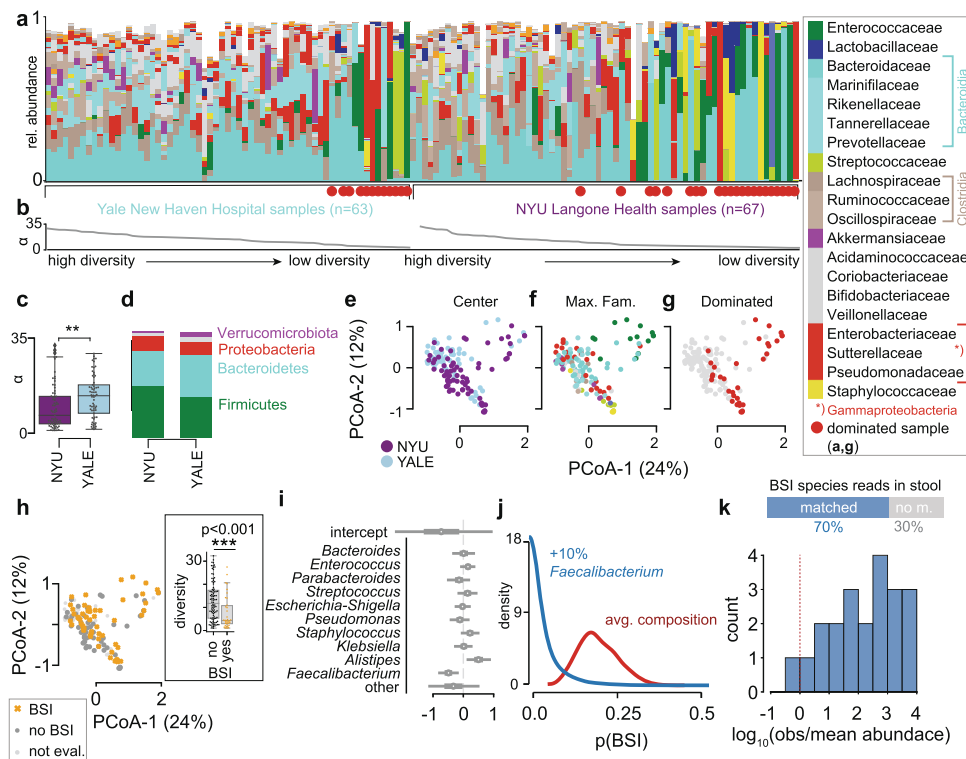 a
1
rel. abundance
0
Yale New Haven Hospital samples (n=63)
NYU Langone Health samples (n=67)
b
35
α
0
high diversity
low diversity
high diversity
low diversity
Enterococcaceae
Lactobacillaceae
Bacteroidaceae
Marinifilaceae
Rikenellaceae
Tannerellaceae
Prevotellaceae
Bacteroidia
Streptococcaceae
Lachnospiraceae
Ruminococcaceae
Oscillospiraceae
Clostridia
Akkermansiaceae
Acidaminococcaceae
Coriobacteriaceae
Bifidobacteriaceae
Veillonellaceae
Enterobacteriaceae
Sutterellaceae
*)
Pseudomonadaceae
Staphylococcaceae
*) Gammaproteobacteria
dominated sample
(a,g)
c
35
α
0
**
NYU
YALE
d
Verrucomicrobiota
Proteobacteria
Bacteroidetes
Firmicutes
NYU
YALE
e
Center
f
Max. Fam.
g
Dominated
PCoA-2 (12%)
1
0
-1
0
2
0
2
0
2
PCoA-1 (24%)
NYU
YALE
h
PCoA-2 (12%)
1
-1
0
2
PCoA-1 (24%)
p<0.001
***
diversity
30
0
no
yes
BSI
BSI
no BSI
not eval.
i
intercept
Bacteroides
Enterococcus
Parabacteroides
Streptococcus
Escherichia-Shigella
Pseudomonas
Staphylococcus
Klebsiella
Alistipes
Faecalibacterium
other
-1
0
1
j
18
9
0
density
+10%
Faecalibacterium
avg. composition
0.0
0.25
0.5
p(BSI)
k
BSI species reads in stool
matched
no m.
70%
30%
4
3
2
1
0
count
-1
0
1
2
3
4
log10(obs/mean abundace)